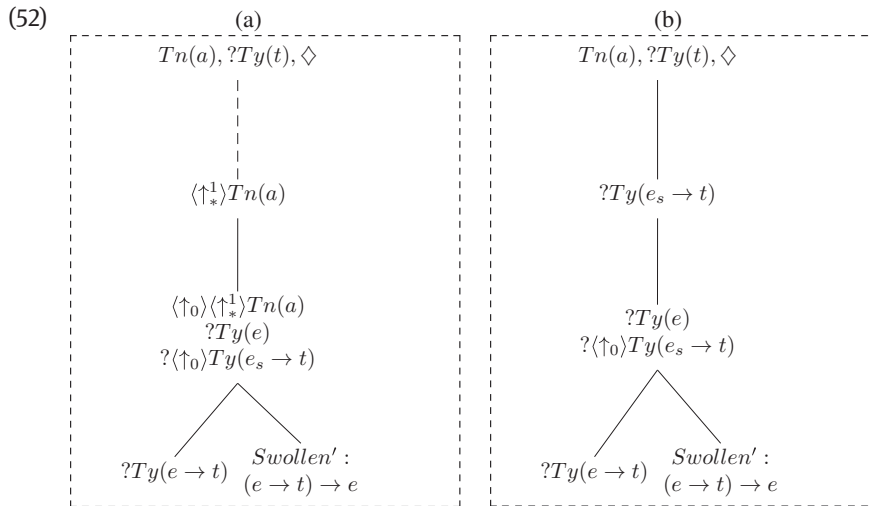 (52)
(a)
Tn(a), ?Ty(t), ◇
⟨↑¹∗⟩Tn(a)
⟨↑₀⟩⟨↑¹∗⟩Tn(a)
?Ty(e)
?⟨↑₀⟩Ty(eₛ → t)
?Ty(e → t)
Swollen′ :
(e → t) → e
(b)
Tn(a), ?Ty(t), ◇
?Ty(eₛ → t)
?Ty(e)
?⟨↑₀⟩Ty(eₛ → t)
?Ty(e → t)
Swollen′ :
(e → t) → e